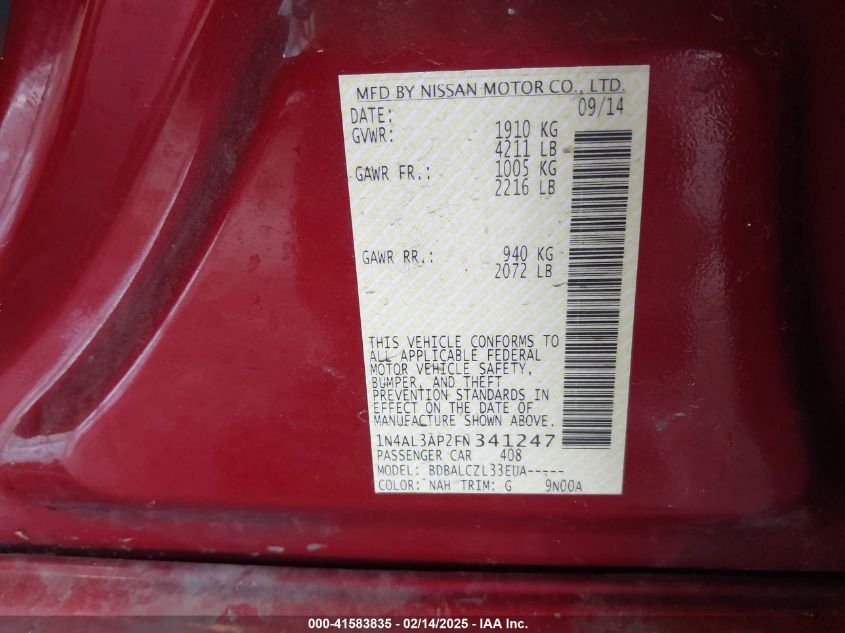 MFD BY NISSAN MOTOR CO., LTD.
DATE: 09/14
GVWR: 1910 KG
4211 LB
GAWR FR.: 1005 KG
2216 LB
GAWR RR.: 940 KG
2072 LB
THIS VEHICLE CONFORMS TO
ALL APPLICABLE FEDERAL
MOTOR VEHICLE SAFETY,
BUMPER, AND THEFT
PREVENTION STANDARDS IN
EFFECT ON THE DATE OF
MANUFACTURE SHOWN ABOVE.
1N4AL3AP2FN341247
PASSENGER CAR 408
MODEL: BDBALCZL33EUA-----
COLOR: NAH TRIM: G 9N00A
000-41583835 - 02/14/2025 - IAA Inc.